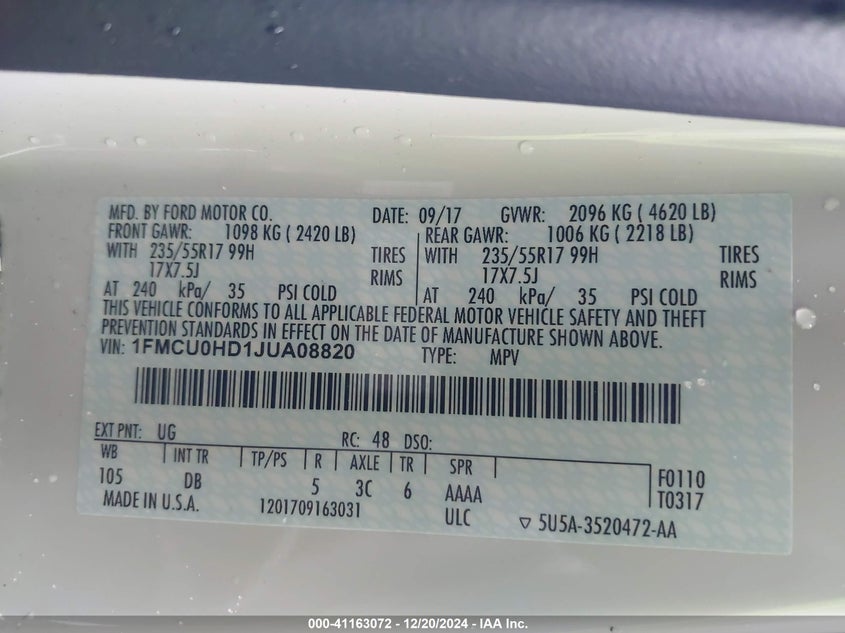 MFD. BY FORD MOTOR CO. DATE: 09/17 GVWR: 2096 KG ( 4620 LB)
FRONT GAWR: 1098 KG ( 2420 LB) REAR GAWR: 1006 KG ( 2218 LB)
WITH 235/55R17 99H TIRES WITH 235/55R17 99H TIRES
17X7.5J RIMS 17X7.5J RIMS
AT 240 kPa/ 35 PSI COLD AT 240 kPa/ 35 PSI COLD
THIS VEHICLE CONFORMS TO ALL APPLICABLE FEDERAL MOTOR VEHICLE SAFETY AND THEFT
PREVENTION STANDARDS IN EFFECT ON THE DATE OF MANUFACTURE SHOWN ABOVE.
VIN: 1FMCU0HD1JUA08820 TYPE: MPV
EXT PNT: UG RC: 48 DSO:
WB INT TR TP/PS R AXLE TR SPR F0110
105 DB 5 3C 6 AAAA T0317
MADE IN U.S.A. 1201709163031 ULC ▽ 5U5A-3520472-AA
000-41163072 - 12/20/2024 - IAA Inc.